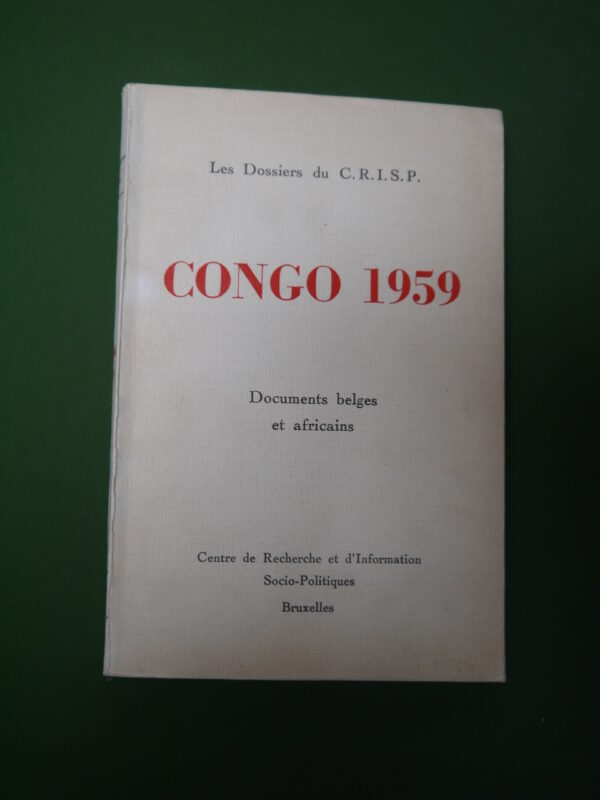 Les Dossiers du C.R.I.S.P.
CONGO 1959
Documents belges
et africains
Centre de Recherche et d'Information
Socio-Politiques
Bruxelles